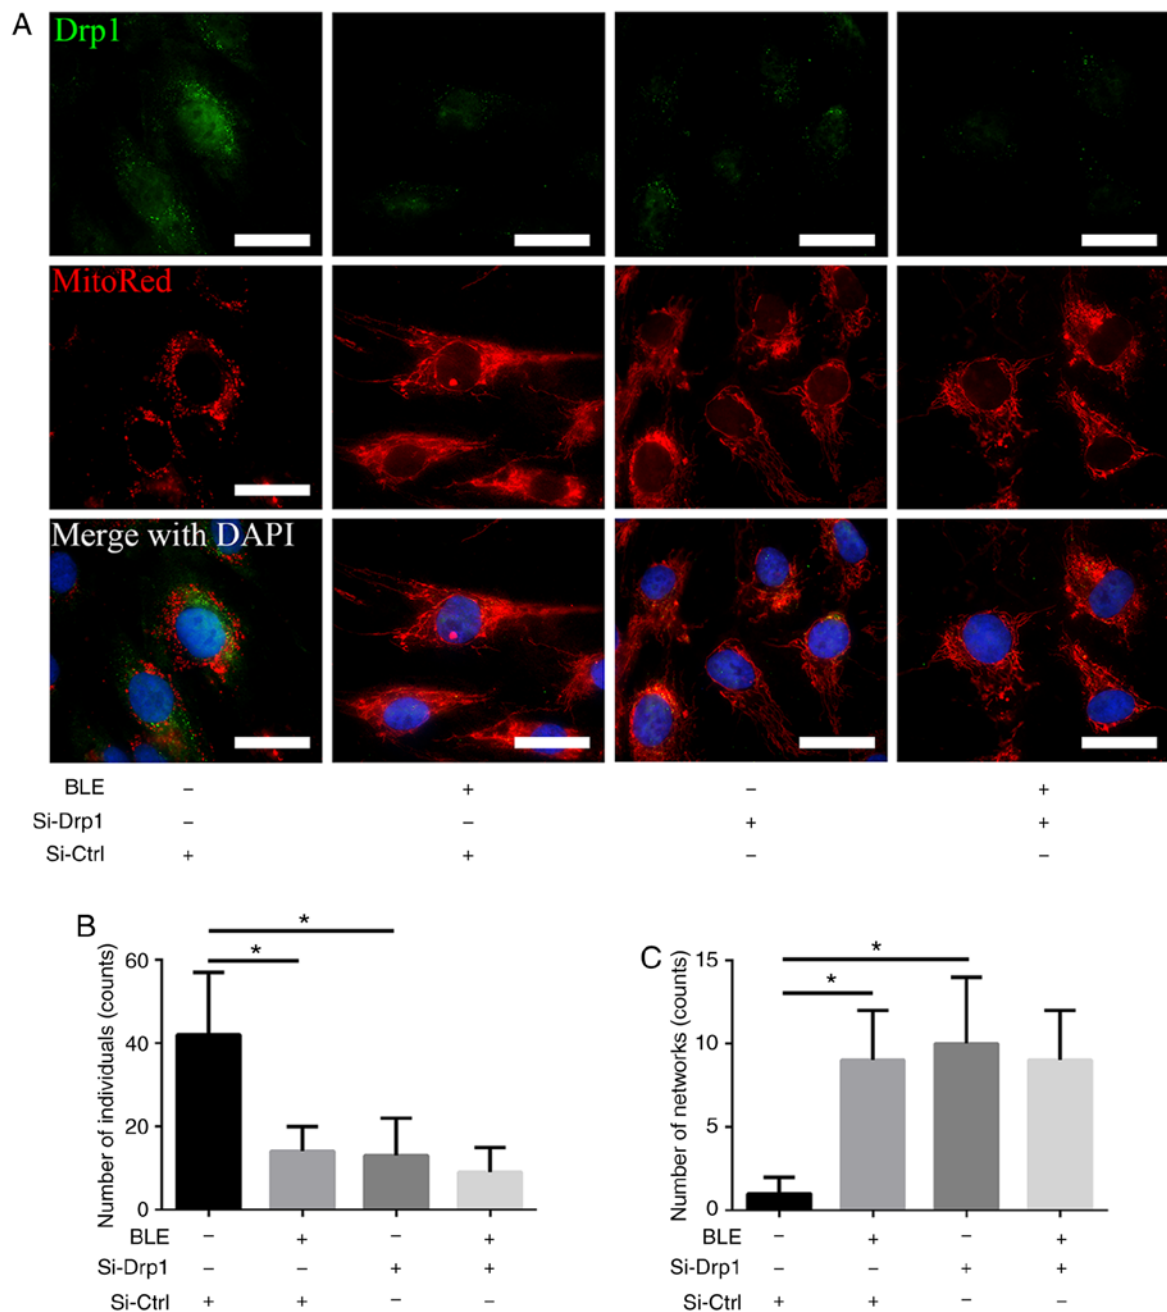 A
Drp1
MitoRed
Merge with DAPI
BLE – + – +
Si-Drp1 – – + +
Si-Ctrl + + – –
B
Number of individuals (counts)
60
40
20
0
* *
BLE – + – +
Si-Drp1 – – + +
Si-Ctrl + + – –
C
Number of networks (counts)
15
10
5
0
* *
BLE – + – +
Si-Drp1 – – + +
Si-Ctrl + + – –